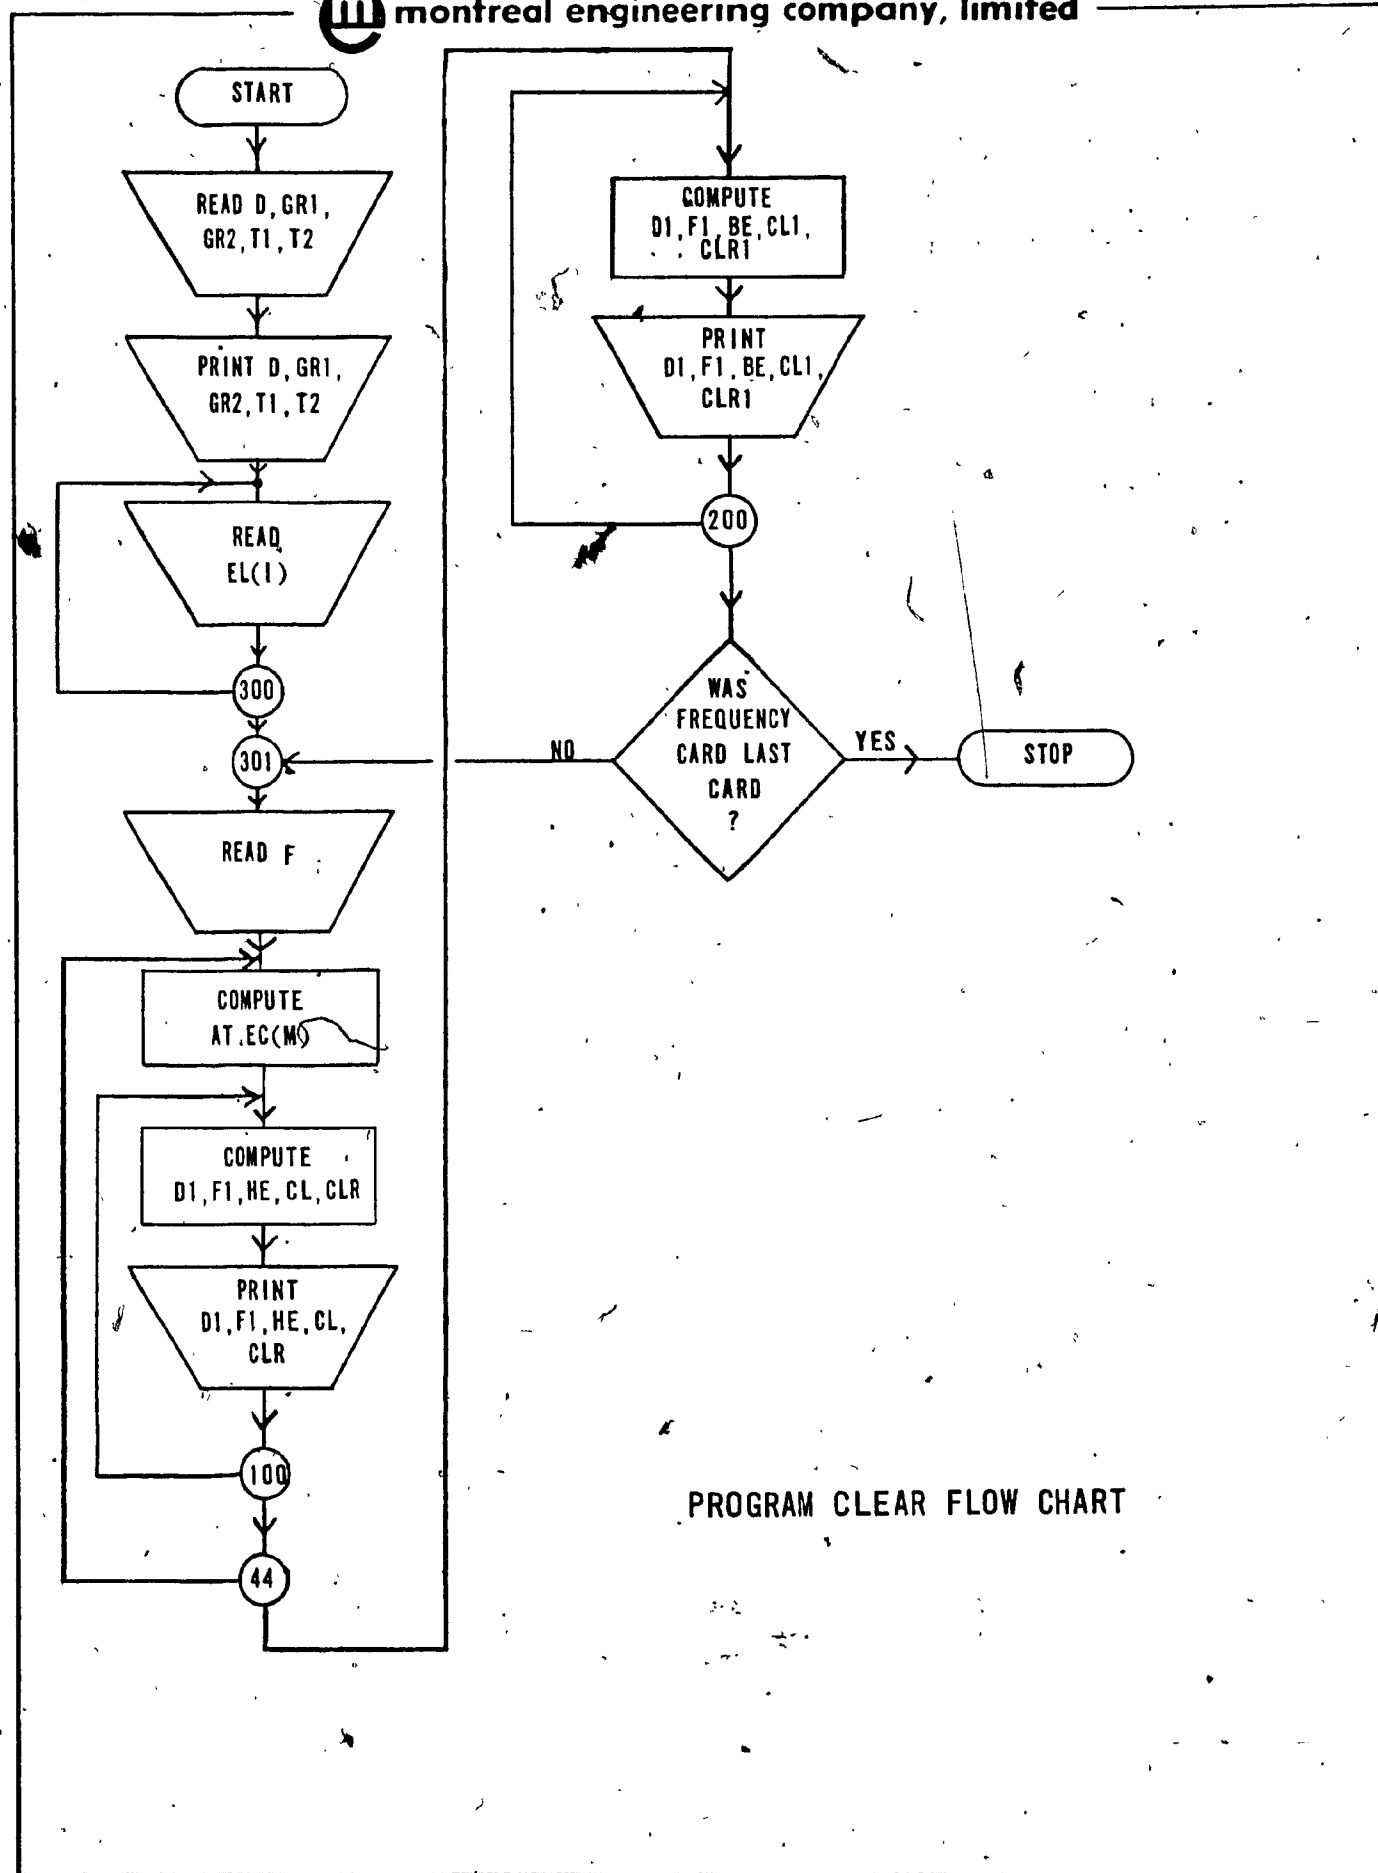 montreal engineering company, limited
START
READ D, GR1,
GR2, T1, T2
PRINT D, GR1,
GR2, T1, T2
READ
EL(I)
300
301
READ F
COMPUTE
AT, EC(M)
COMPUTE
D1, F1, HE, CL, CLR
PRINT
D1, F1, HE, CL,
CLR
100
44
COMPUTE
D1, F1, BE, CL1,
CLR1
PRINT
D1, F1, BE, CL1,
CLR1
200
WAS
FREQUENCY
CARD LAST
CARD
?
NO
YES
STOP
PROGRAM CLEAR FLOW CHART